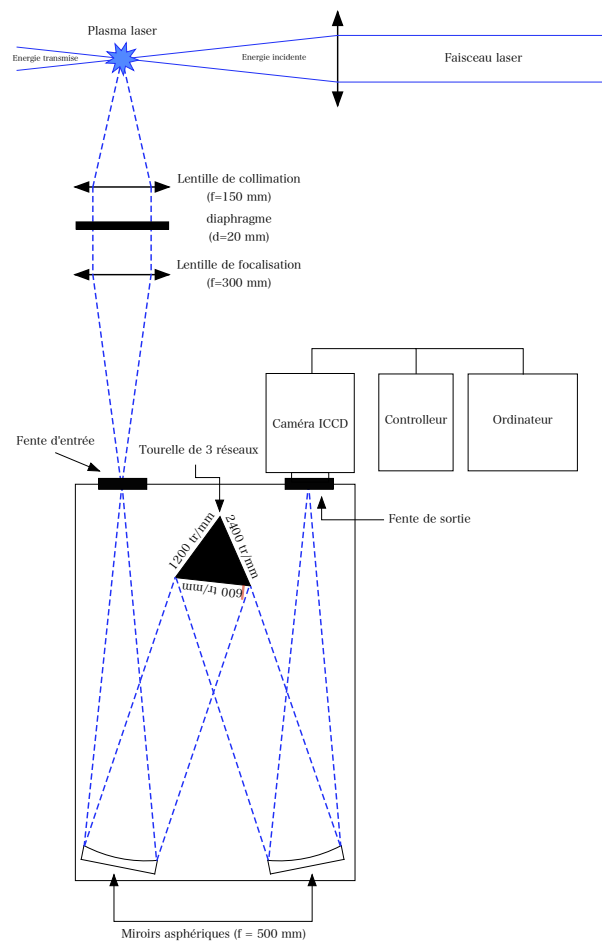 Plasma laser
Energie transmise
Energie incidente
Faisceau laser
Lentille de collimation
(f=150 mm)
diaphragme
(d=20 mm)
Lentille de focalisation
(f=300 mm)
Caméra ICCD
Controlleur
Ordinateur
Fente d'entrée
Tourelle de 3 réseaux
Fente de sortie
1200 tr/mm
2400 tr/mm
600 tr/mm
Miroirs asphériques (f = 500 mm)